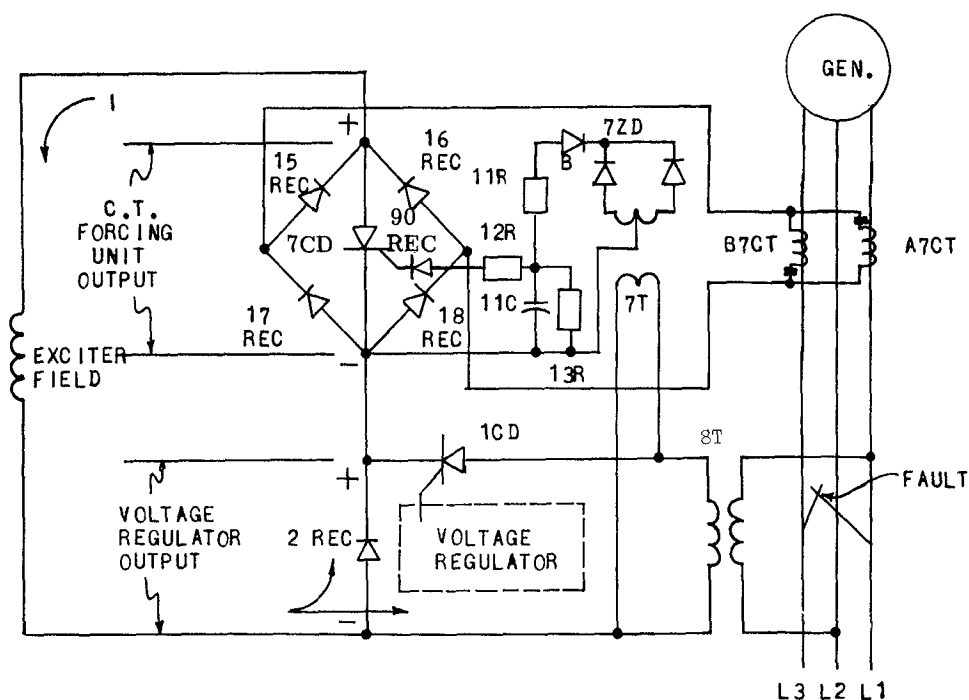 GEN.
I
+
15
REC
16
REC
7ZD
B
11R
C.T.
FORCING
UNIT
OUTPUT
7CD
90
REC
12R
B7CT
A7CT
11C
7T
17
REC
18
REC
-
13R
EXCITER
FIELD
1CD
8T
+
FAULT
VOLTAGE
REGULATOR
OUTPUT
2 REC
VOLTAGE
REGULATOR
-
L3 L2 L1